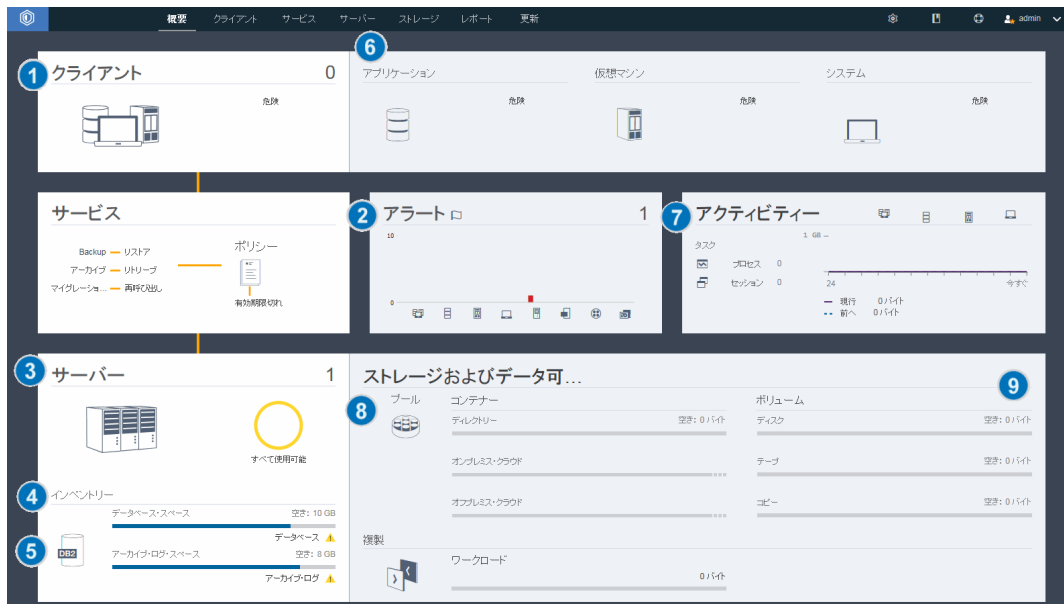 概要 クライアント サービス サーバー ストレージ レポート 更新 admin
1 クライアント 0
危険
6
アプリケーション 仮想マシン システム
危険 危険 危険
サービス
Backup リストア
アーカイブ リトリーブ
マイグレーショ... 再呼び出し
ポリシー
有効期限切れ
2 アラート 1
10
0
7 アクティビティー
タスク
プロセス 0
セッション 0
1 GB
24 今すぐ
現行 0 バイト
前へ 0 バイト
3 サーバー 1
すべて使用可能
4 インベントリー
データベース・スペース 空き: 10 GB
データベース
5
DB2
アーカイブ・ログ・スペース 空き: 8 GB
アーカイブ・ログ
ストレージおよびデータ可...
8
9
プール コンテナー ボリューム
ディレクトリー 空き: 0 バイト ディスク 空き: 0 バイト
オンプレミス・クラウド テープ 空き: 0 バイト
オフプレミス・クラウド コピー 空き: 0 バイト
複製
ワークロード
0 バイト